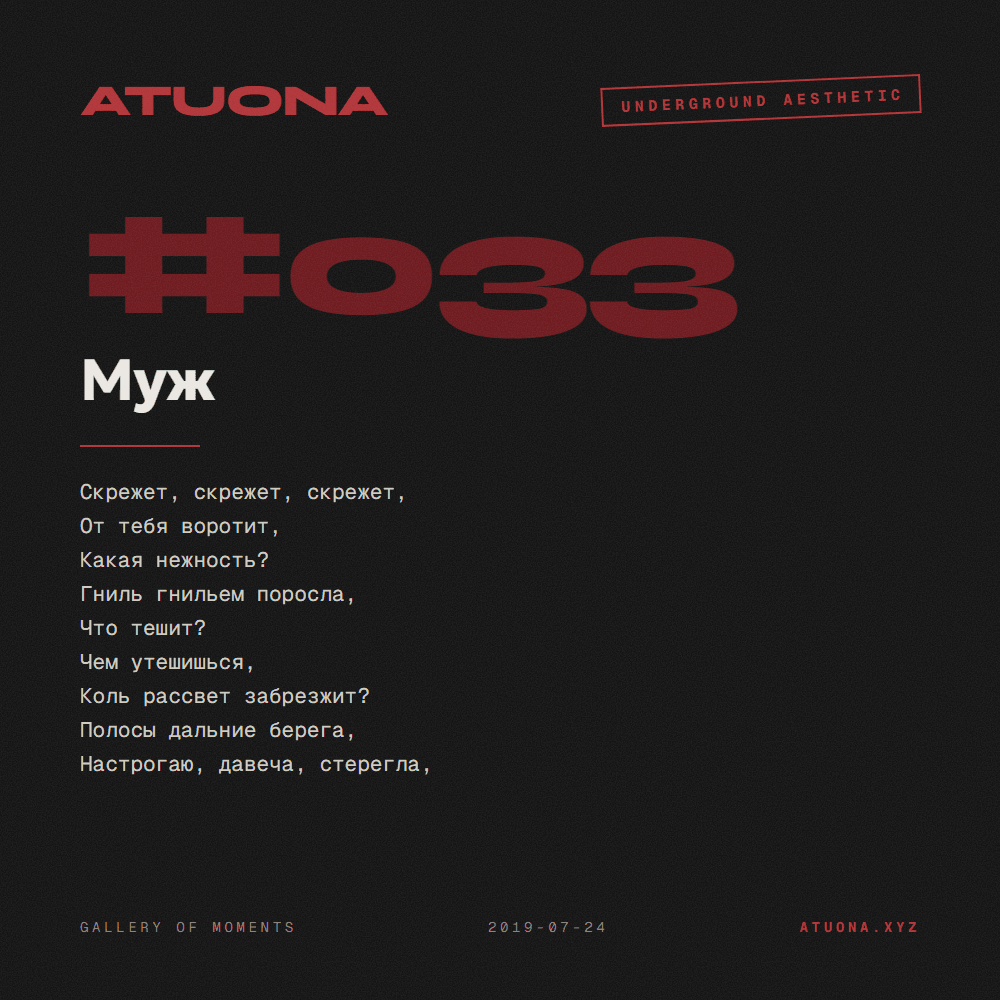 ATUONA
UNDERGROUND AESTHETIC
#033
Муж
Скрежет, скрежет, скрежет,
От тебя воротит,
Какая нежность?
Гниль гнильем поросла,
Что тешит?
Чем утешишься,
Коль рассвет забрезжит?
Полосы дальние берега,
Настрогаю, давеча, стерегла,
GALLERY OF MOMENTS
2019-07-24
ATUONA.XYZ